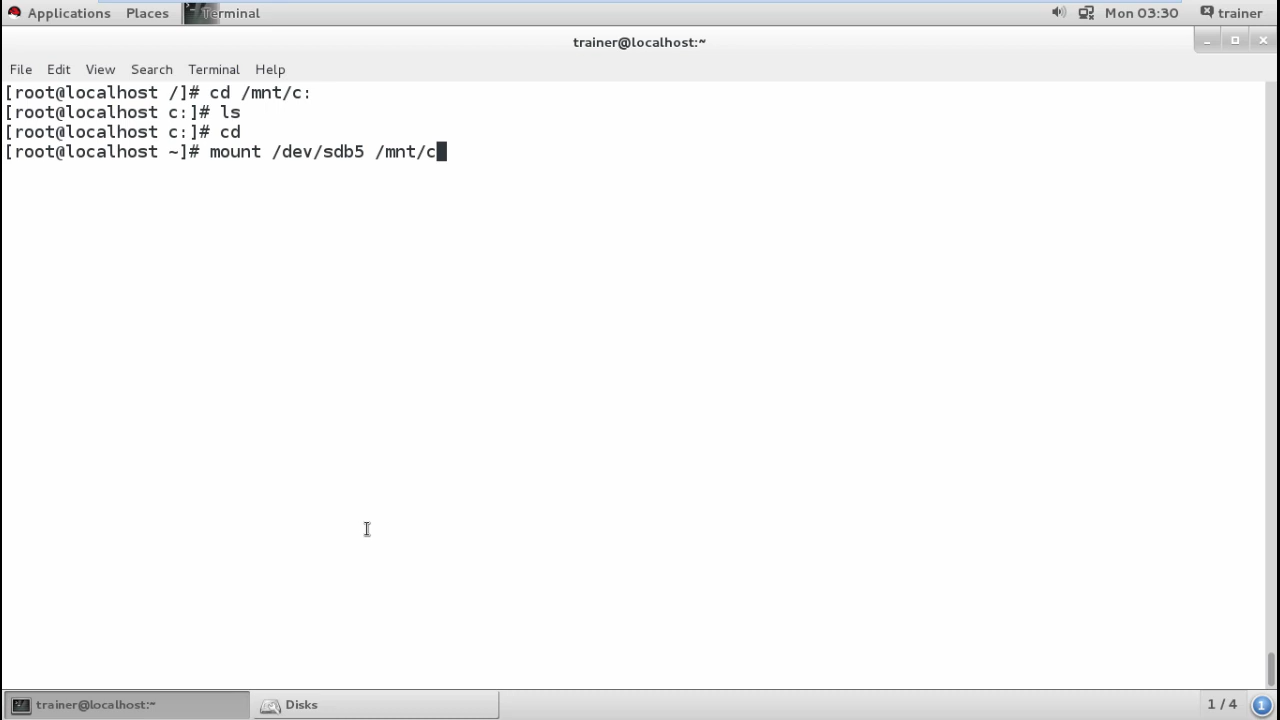 Applications Places Terminal Mon 03:30 trainer
trainer@localhost:~
File Edit View Search Terminal Help
[root@localhost /]# cd /mnt/c:
[root@localhost c:]# ls
[root@localhost c:]# cd
[root@localhost ~]# mount /dev/sdb5 /mnt/c
trainer@localhost:~ Disks 1 / 4 1